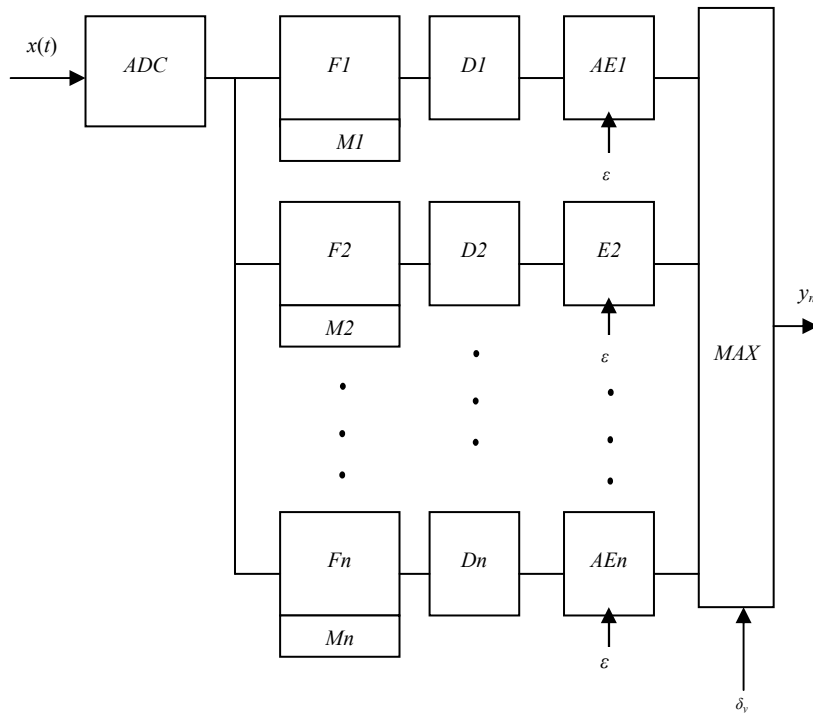 x(t)
ADC
F1
D1
AE1
M1
ε
F2
D2
E2
M2
ε
MAX
Fn
Dn
AEn
Mn
ε
δᵥ